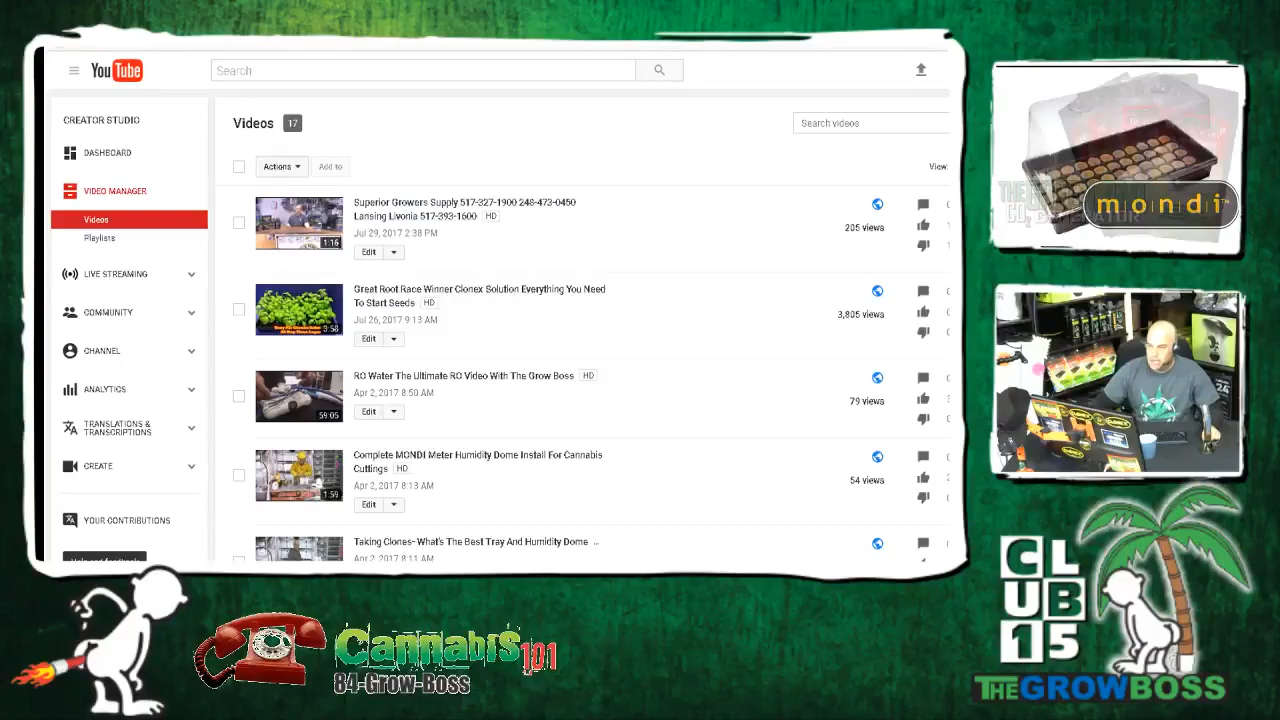 YouTube
Search
CREATOR STUDIO
DASHBOARD
VIDEO MANAGER
Videos
Playlists
LIVE STREAMING
COMMUNITY
CHANNEL
ANALYTICS
TRANSLATIONS &
TRANSCRIPTIONS
CREATE
YOUR CONTRIBUTIONS
Videos 17
Search videos
Actions
Add to
View
Superior Growers Supply 517-327-1900 248-473-0450
Lansing Livonia 517-393-1600 HD
Jul 29, 2017 2:38 PM
Edit
1:16
205 views
Great Root Race Winner Clonex Solution Everything You Need
To Start Seeds HD
Jul 26, 2017 9:13 AM
Edit
3:58
3,805 views
RO Water The Ultimate RO Video With The Grow Boss HD
Apr 2, 2017 8:50 AM
Edit
59:05
79 views
Complete MONDI Meter Humidity Dome Install For Cannabis
Cuttings HD
Apr 2, 2017 8:13 AM
Edit
1:59
54 views
Taking Clones- What's The Best Tray And Humidity Dome ...
Apr 2, 2017 8:11 AM
mondi™
CLUB15
THEGROWBOSS
Cannabis 101
84-Grow-Boss